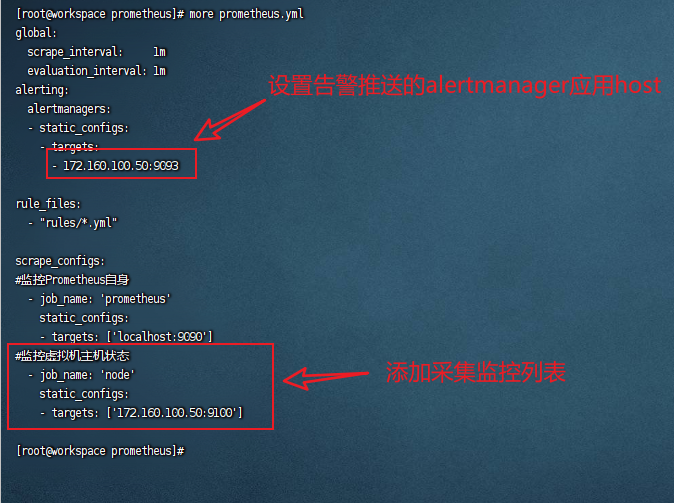 [root@workspace prometheus]# more prometheus.yml
global:
  scrape_interval:     1m
  evaluation_interval: 1m
alerting:
设置告警推送的alertmanager应用host
  alertmanagers:
  - static_configs:
    - targets:
      - 172.160.100.50:9093
rule_files:
  - "rules/*.yml"
scrape_configs:
#监控Prometheus自身
  - job_name: 'prometheus'
    static_configs:
    - targets: ['localhost:9090']
#监控虚拟机主机状态
  - job_name: 'node'
添加采集监控列表
    static_configs:
    - targets: ['172.160.100.50:9100']
[root@workspace prometheus]#